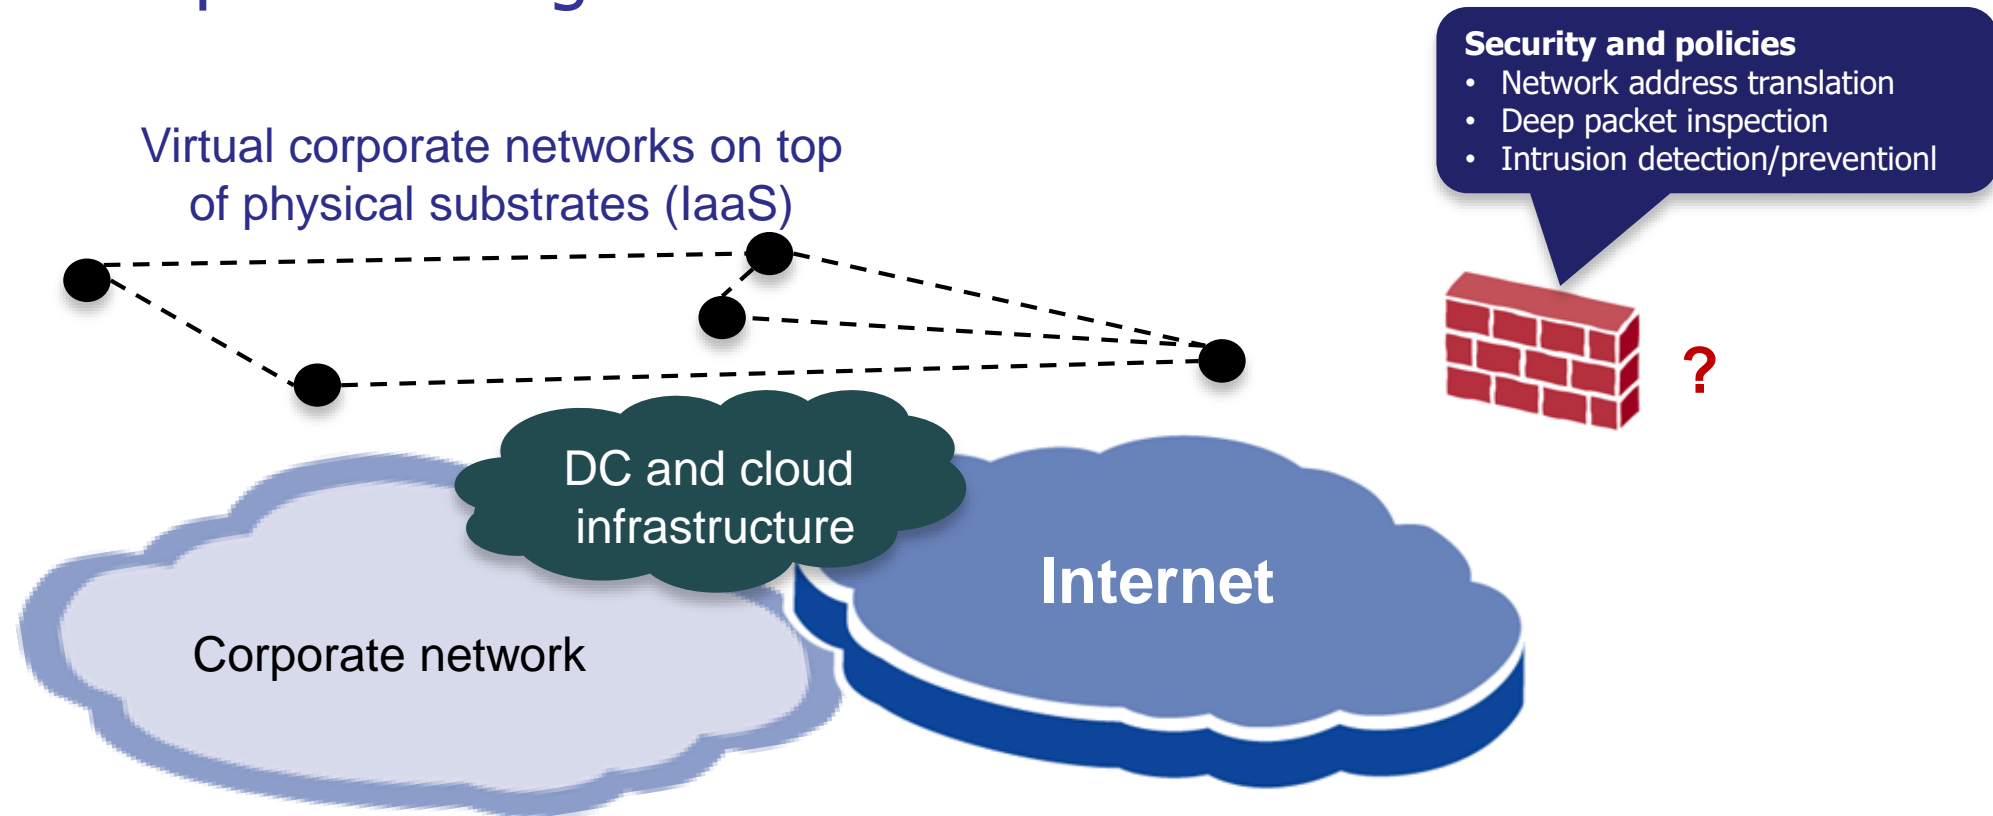 Security and policies
• Network address translation
• Deep packet inspection
• Intrusion detection/preventionl
Virtual corporate networks on top
of physical substrates (IaaS)
?
DC and cloud
infrastructure
Internet
Corporate network